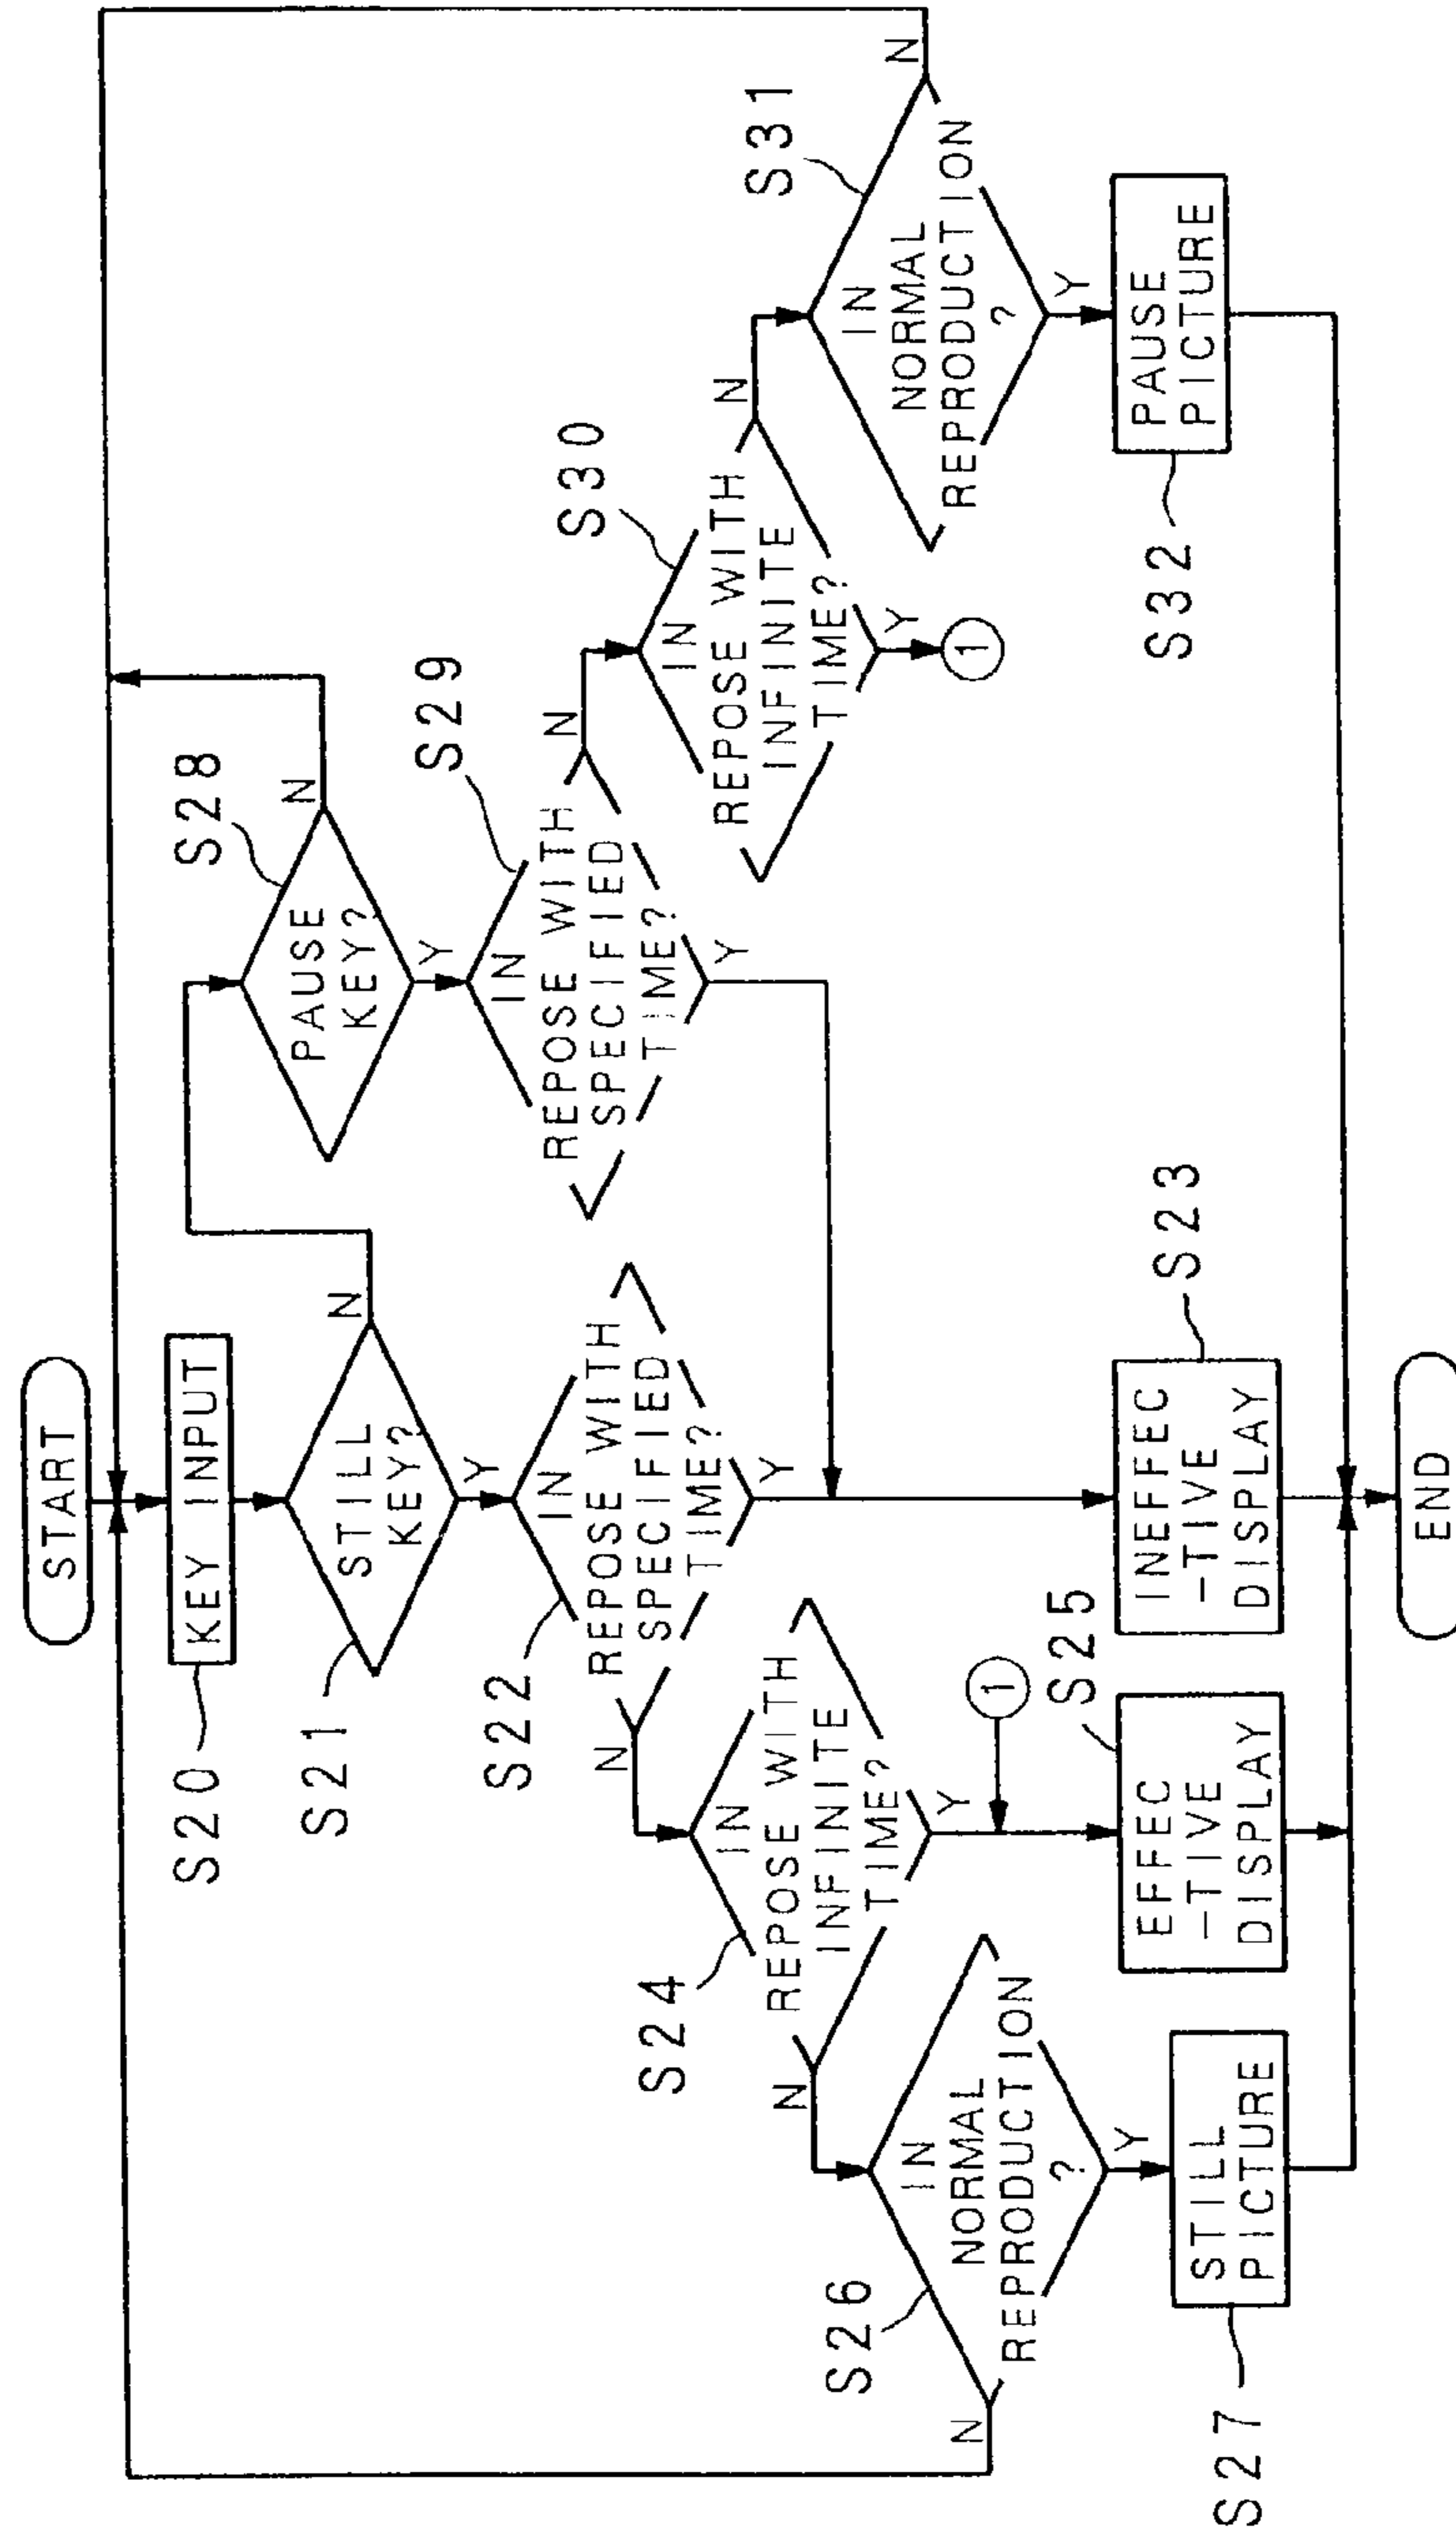 START
KEY INPUT
S20
STILL
KEY?
S21
N
Y
PAUSE
KEY?
S28
N
Y
IN
REPOSE WITH
SPECIFIED
TIME?
S22
N
Y
IN
REPOSE WITH
SPECIFIED
TIME?
S29
N
Y
IN
REPOSE WITH
INFINITE
TIME?
S24
N
Y
IN
REPOSE WITH
INFINITE
TIME?
S30
N
Y
1
IN
NORMAL
REPRODUCTION
?
S26
N
Y
1
IN
NORMAL
REPRODUCTION
?
S31
N
Y
STILL
PICTURE
S27
EFFEC
-TIVE
DISPLAY
S25
INEFFEC
-TIVE
DISPLAY
S23
PAUSE
PICTURE
S32
END